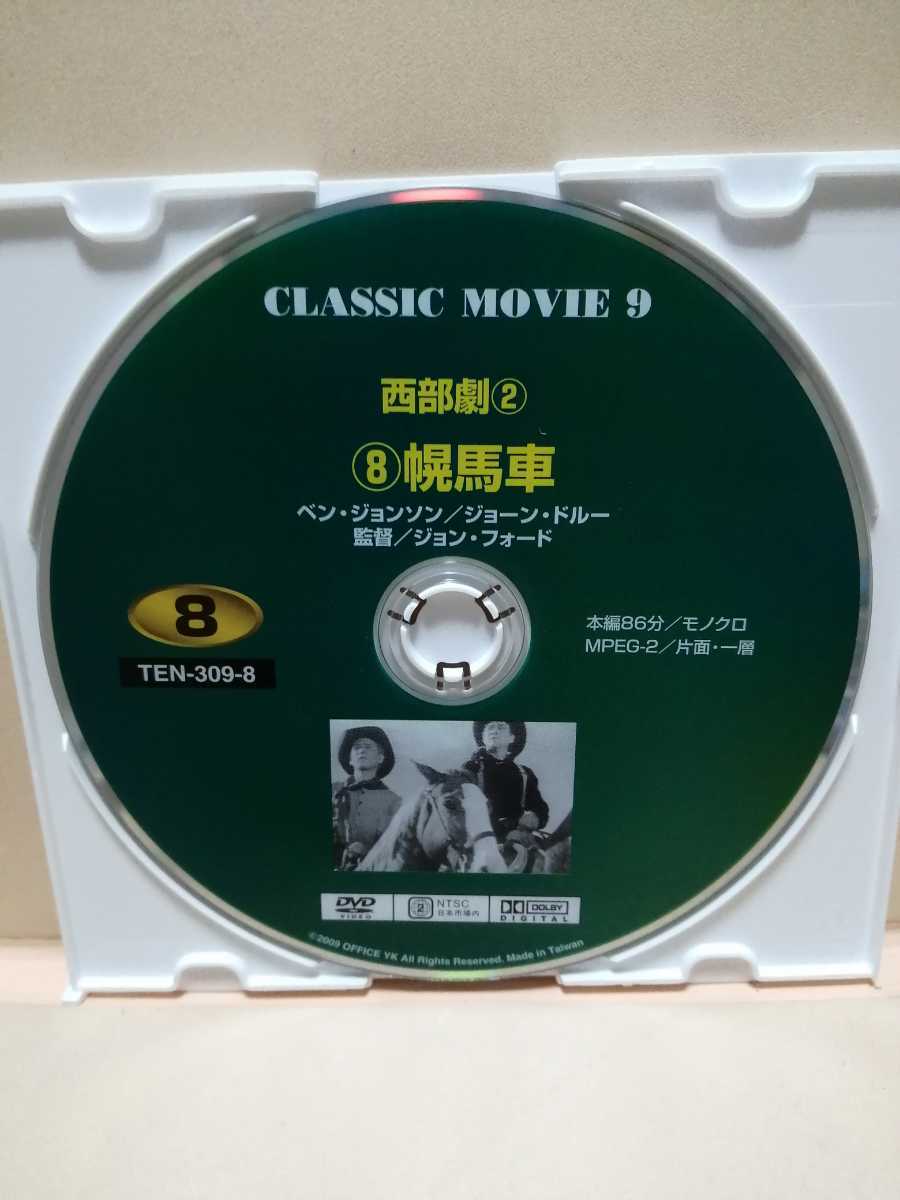 CLASSIC MOVIE 9
西部劇②
⑧幌馬車
ベン・ジョンソン／ジョーン・ドルー
監督／ジョン・フォード
8
TEN-309-8
本編86分／モノクロ
MPEG-2／片面・一層
DVD
VIDEO
2
NTSC
日本市場内
DOLBY
DIGITAL
©2009 OFFICE YK All Rights Reserved. Made in Taiwan